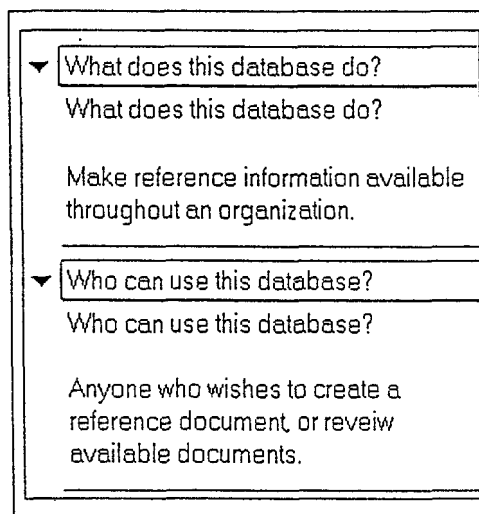 What does this database do?
What does this database do?
Make reference information available
throughout an organization.
Who can use this database?
Who can use this database?
Anyone who wishes to create a
reference document, or reveiw
available documents.